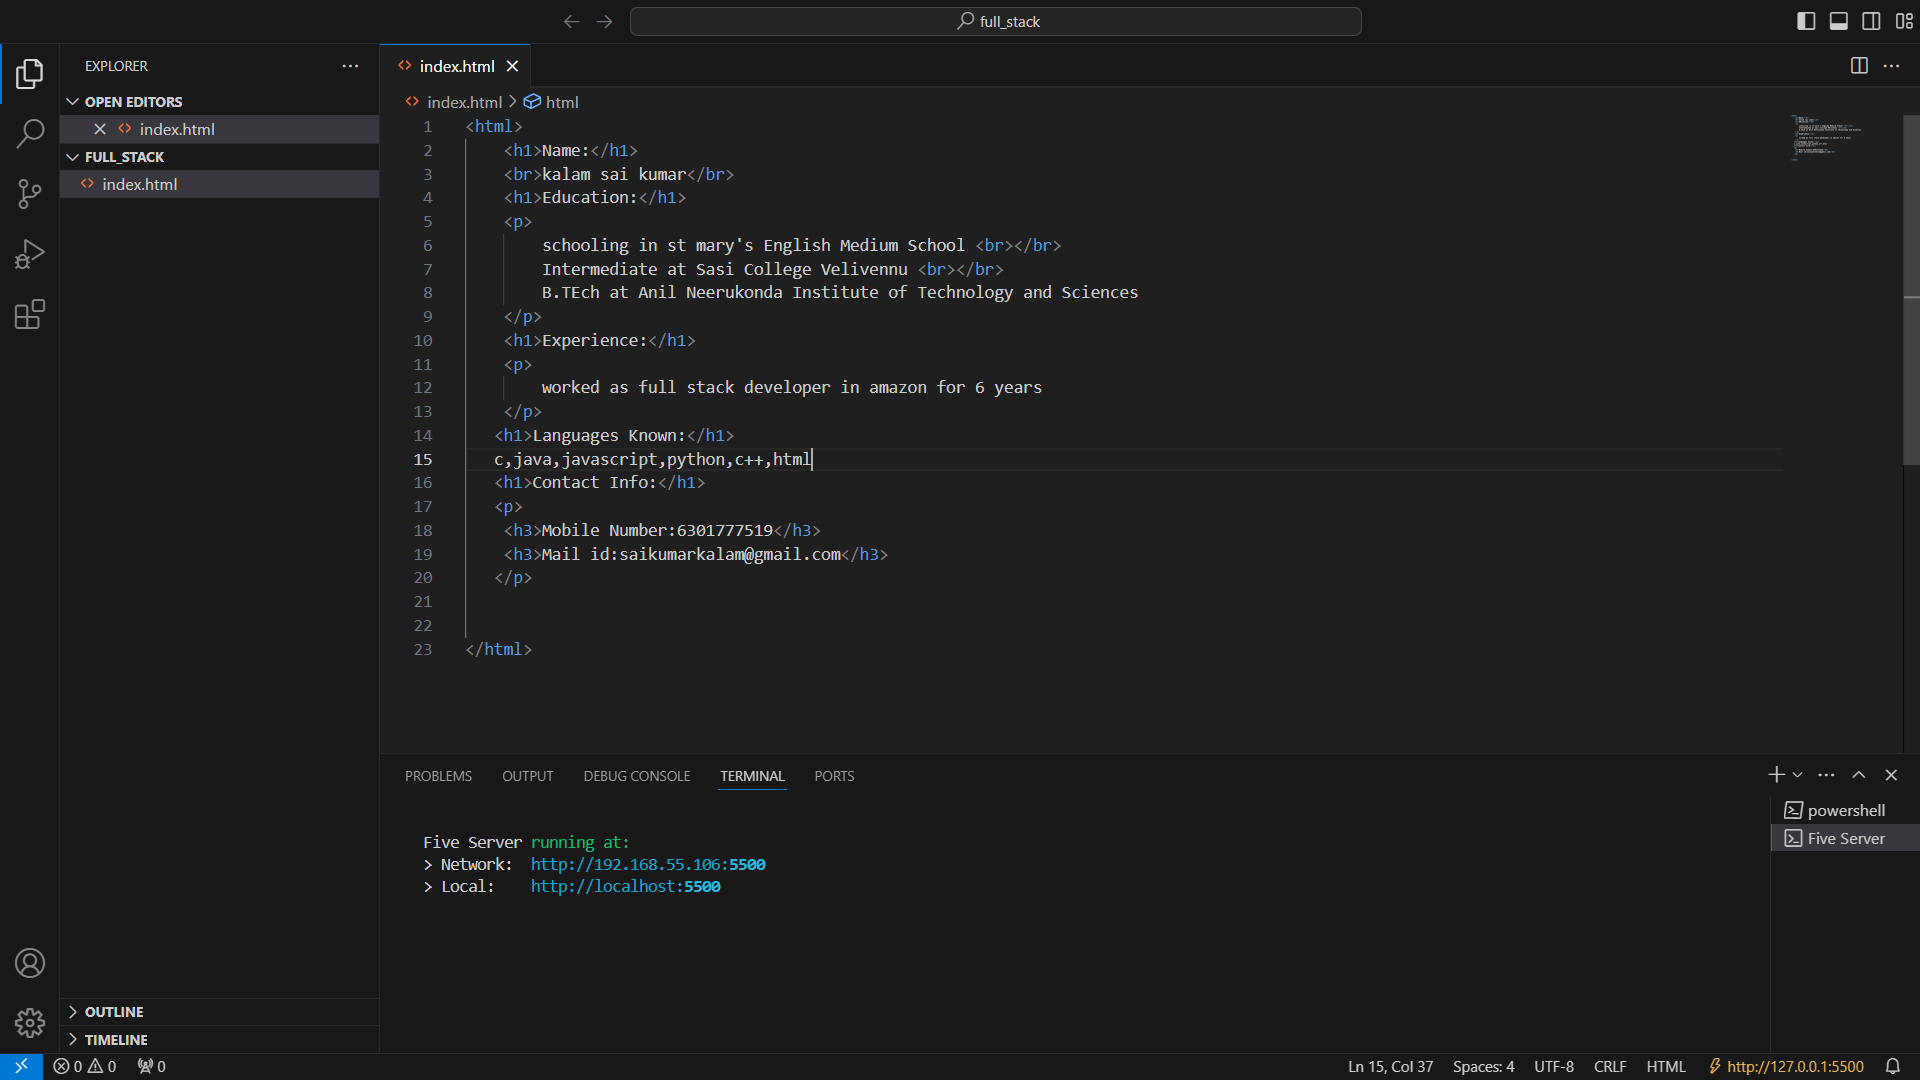 full_stack
EXPLORER
OPEN EDITORS
index.html
FULL_STACK
index.html
index.html
index.html > html
1 <html>
2 <h1>Name:</h1>
3 <br>kalam sai kumar</br>
4 <h1>Education:</h1>
5 <p>
6 schooling in st mary's English Medium School <br></br>
7 Intermediate at Sasi College Velivennu <br></br>
8 B.TEch at Anil Neerukonda Institute of Technology and Sciences
9 </p>
10 <h1>Experience:</h1>
11 <p>
12 worked as full stack developer in amazon for 6 years
13 </p>
14 <h1>Languages Known:</h1>
15 c,java,javascript,python,c++,html
16 <h1>Contact Info:</h1>
17 <p>
18 <h3>Mobile Number:6301777519</h3>
19 <h3>Mail id:saikumarkalam@gmail.com</h3>
20 </p>
21
22
23 </html>
PROBLEMS OUTPUT DEBUG CONSOLE TERMINAL PORTS
Five Server running at:
> Network: http://192.168.55.106:5500
> Local: http://localhost:5500
powershell
Five Server
OUTLINE
TIMELINE
0 0 0 Ln 15, Col 37 Spaces: 4 UTF-8 CRLF HTML http://127.0.0.1:5500